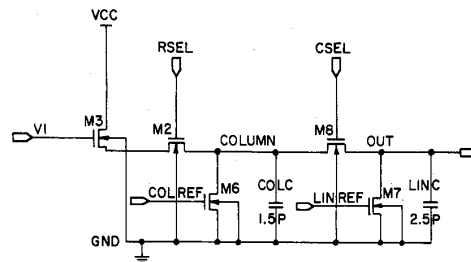 VCC
RSEL
CSEL
M3
V1
M2
COLUMN
M8
OUT
COLREF
M6
COLC
1.5P
LINREF
M7
LINC
2.5P
GND